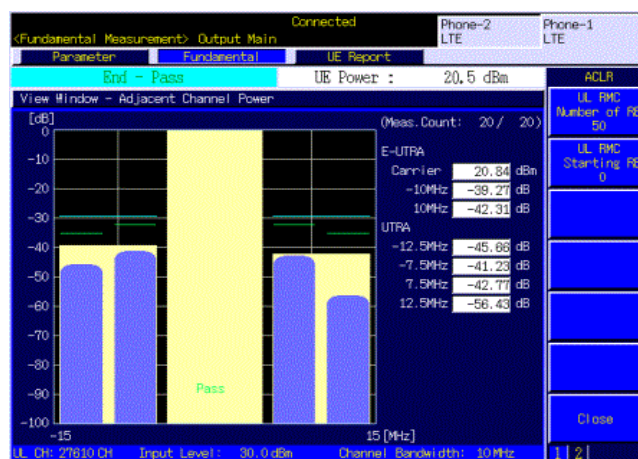 Connected
Phone-2
LTE
Phone-1
LTE
<Fundamental Measurement> Output Main
Parameter
Fundamental
UE Report
End - Pass
UE Power :
20.5 dBm
ACLR
View Window - Adjacent Channel Power
UL RMC
Number of RB
50
UL RMC
Starting RB
0
Close
1 2
[dB]
0
-10
-20
-30
-40
-50
-60
-70
-80
-90
-100
Pass
-15
15 [MHz]
(Meas.Count: 20/ 20)
E-UTRA
Carrier 20.84 dBm
-10MHz -39.27 dB
10MHz -42.31 dB
UTRA
-12.5MHz -45.66 dB
-7.5MHz -41.23 dB
7.5MHz -42.77 dB
12.5MHz -56.43 dB
UL CH: 27610 CH Input Level: 30.0 dBm Channel Bandwidth: 10 MHz